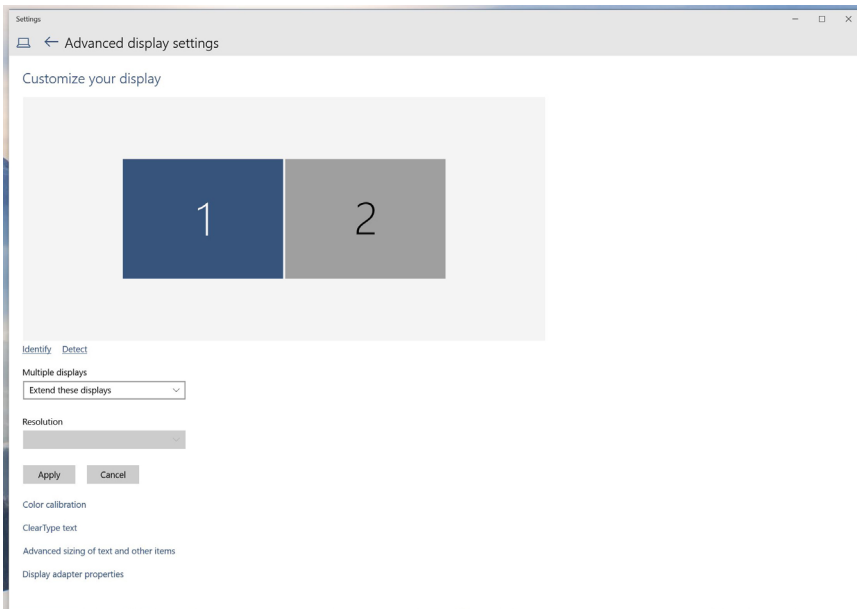 Settings
Advanced display settings
Customize your display
1 2
Identify Detect
Multiple displays
Extend these displays
Resolution
Apply Cancel
Color calibration
ClearType text
Advanced sizing of text and other items
Display adapter properties